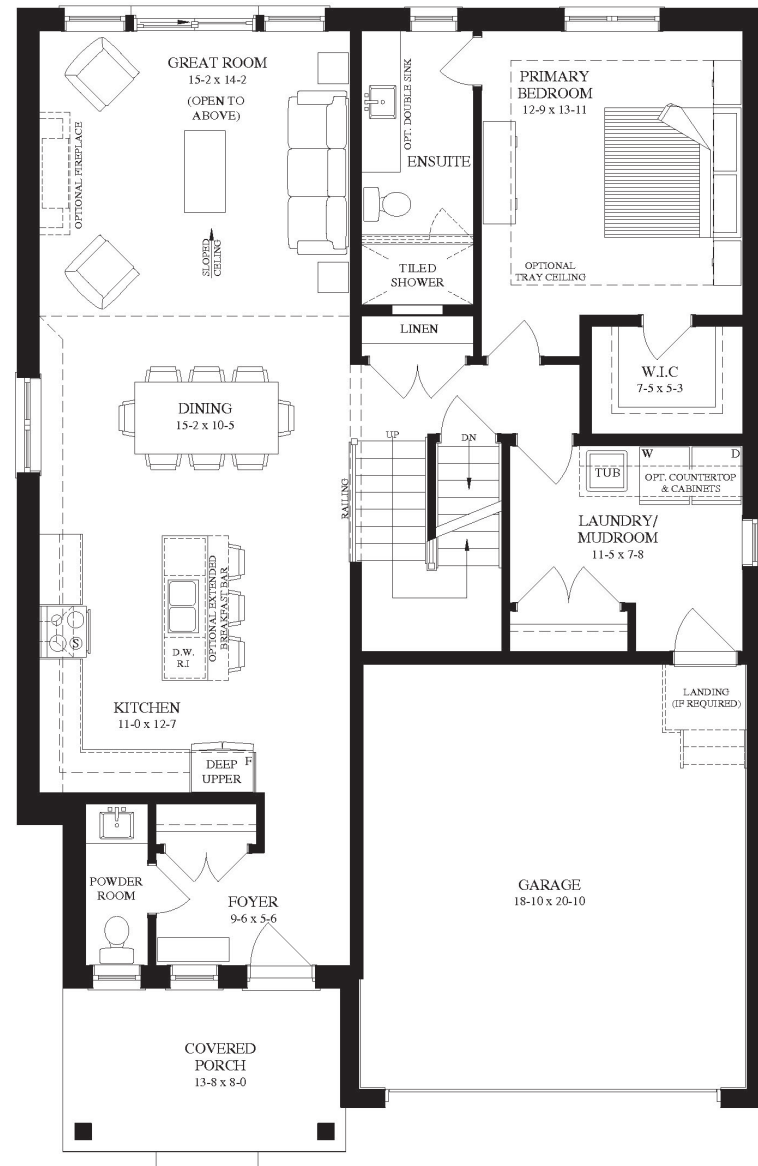 GREAT ROOM
15-2 x 14-2
(OPEN TO
ABOVE)
OPTIONAL FIREPLACE
SLOPED
CEILING
OPT. DOUBLE SINK
ENSUITE
TILED
SHOWER
LINEN
PRIMARY
BEDROOM
12-9 x 13-11
OPTIONAL
TRAY CEILING
W.I.C
7-5 x 5-3
DINING
15-2 x 10-5
UP
DN
RAILING
TUB
W
D
OPT. COUNTERTOP
& CABINETS
LAUNDRY/
MUDROOM
11-5 x 7-8
OPTIONAL EXTENDED
BREAKFAST BAR
D.W.
R.I
S
KITCHEN
11-0 x 12-7
F
DEEP
UPPER
LANDING
(IF REQUIRED)
POWDER
ROOM
FOYER
9-6 x 5-6
GARAGE
18-10 x 20-10
COVERED
PORCH
13-8 x 8-0